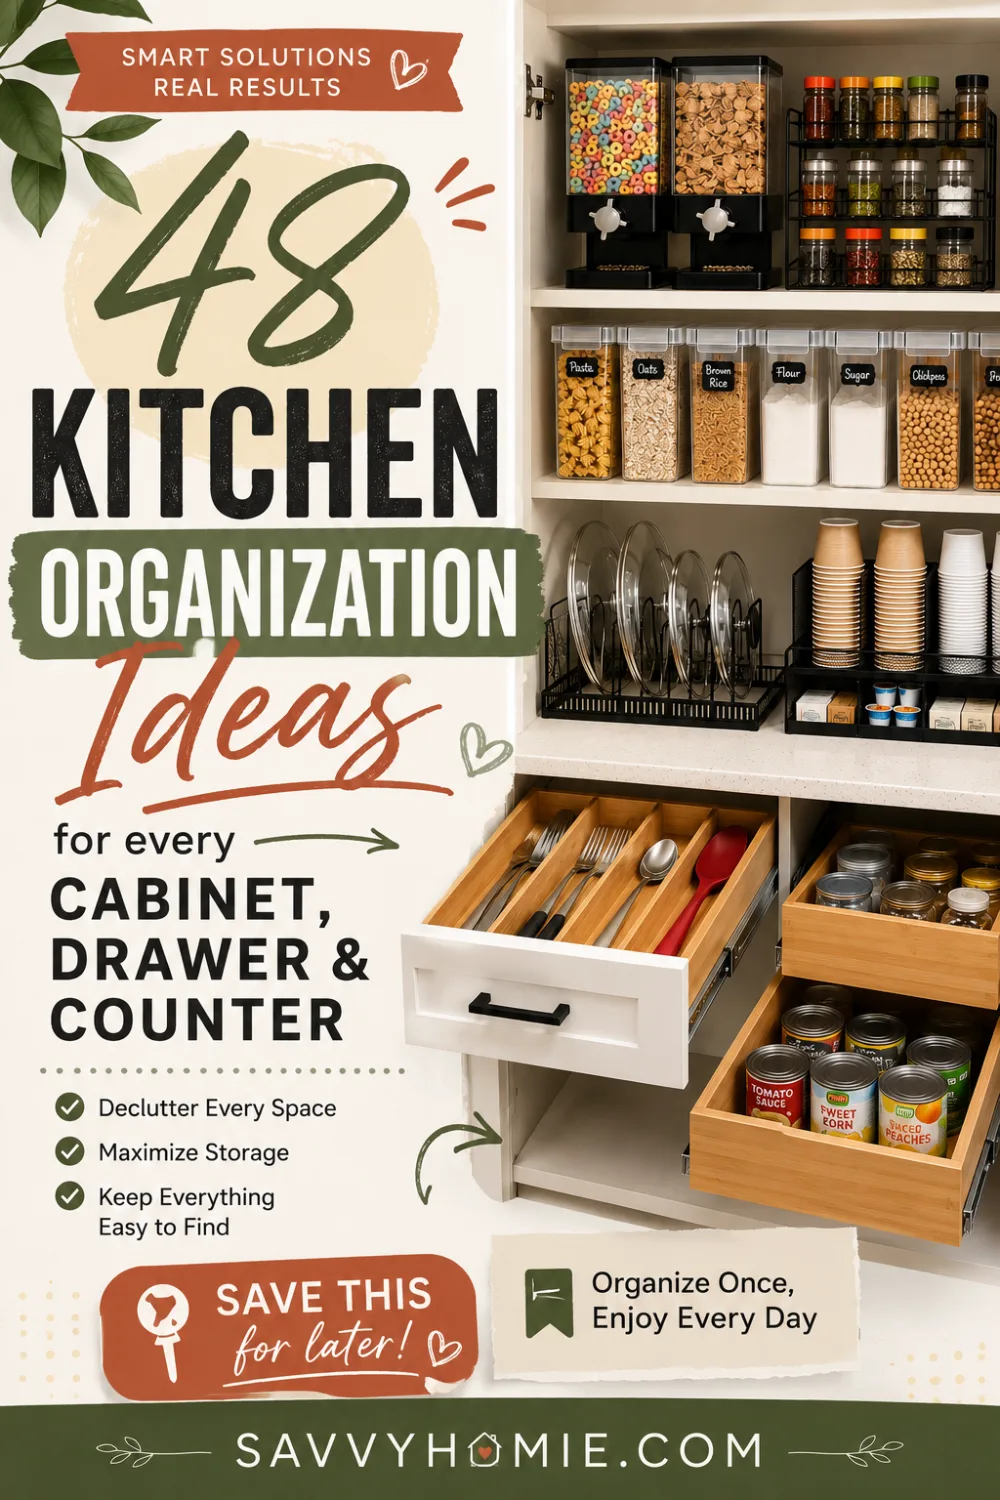 SMART SOLUTIONS
REAL RESULTS
48
KITCHEN
ORGANIZATION
Ideas
for every
CABINET,
DRAWER &
COUNTER
Declutter Every Space
Maximize Storage
Keep Everything
Easy to Find
SAVE THIS
for later!
Organize Once,
Enjoy Every Day
SAVVYHOMIE.COM
Pasta
Oats
Brown
Rice
Flour
Sugar
Chickpeas
TOMATO
SAUCE
PEACHES